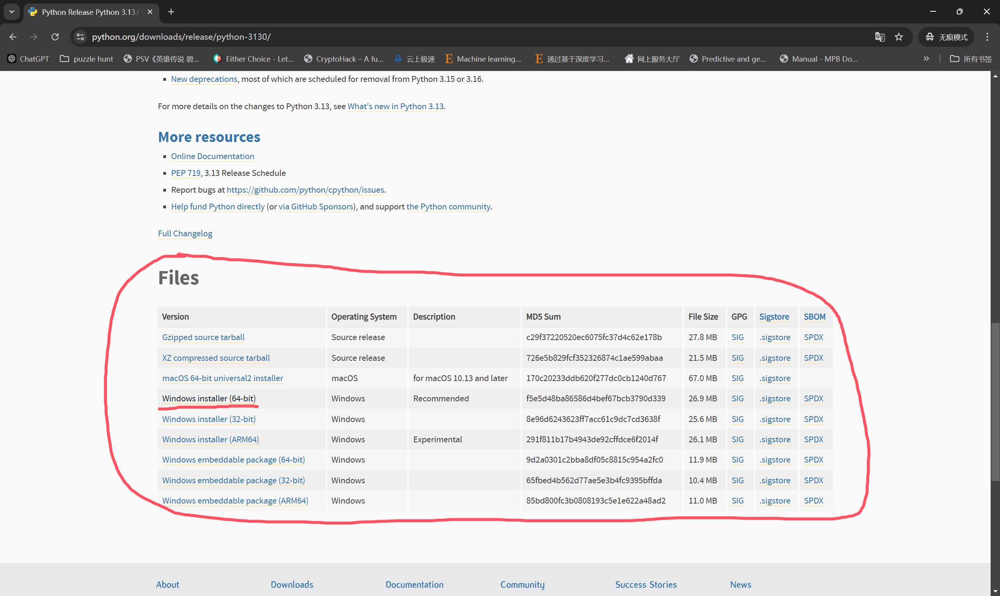 Python Release Python 3.13.0
python.org/downloads/release/python-3130/
无痕模式
ChatGPT puzzle hunt PSV《英雄传说 碧... Either Choice - Let... CryptoHack – A fu... 云上极速 Machine learning... 通过基于深度学习... 网上服务大厅 Predictive and ge... Manual - MPB Do... » 所有书签
New deprecations, most of which are scheduled for removal from Python 3.15 or 3.16.
For more details on the changes to Python 3.13, see What's new in Python 3.13.
More resources
Online Documentation
PEP 719, 3.13 Release Schedule
Report bugs at https://github.com/python/cpython/issues.
Help fund Python directly (or via GitHub Sponsors), and support the Python community.
Full Changelog
Files
Version Operating System Description MD5 Sum File Size GPG Sigstore SBOM
Gzipped source tarball Source release c29f37220520ec6075fc37d4c62e178b 27.8 MB SIG .sigstore SPDX
XZ compressed source tarball Source release 726e5b829fcf352326874c1ae599abaa 21.5 MB SIG .sigstore SPDX
macOS 64-bit universal2 installer macOS for macOS 10.13 and later 170c20233ddb620f277dc0cb1240d767 67.0 MB SIG .sigstore
Windows installer (64-bit) Windows Recommended f5e5d48ba86586d4bef67bcb3790d339 26.9 MB SIG .sigstore SPDX
Windows installer (32-bit) Windows 8e96d6243623ff7acc61c9dc7cd3638f 25.6 MB SIG .sigstore SPDX
Windows installer (ARM64) Windows Experimental 291f811b17b4943de92cffdce6f2014f 26.1 MB SIG .sigstore SPDX
Windows embeddable package (64-bit) Windows 9d2a0301c2bba8df05c8815c954a2fc0 11.9 MB SIG .sigstore SPDX
Windows embeddable package (32-bit) Windows 65fbed4b562d77ae5e3b4fc9395bffda 10.4 MB SIG .sigstore SPDX
Windows embeddable package (ARM64) Windows 85bd800fc3b0808193c5e1e622a48ad2 11.0 MB SIG .sigstore SPDX
About Downloads Documentation Community Success Stories News